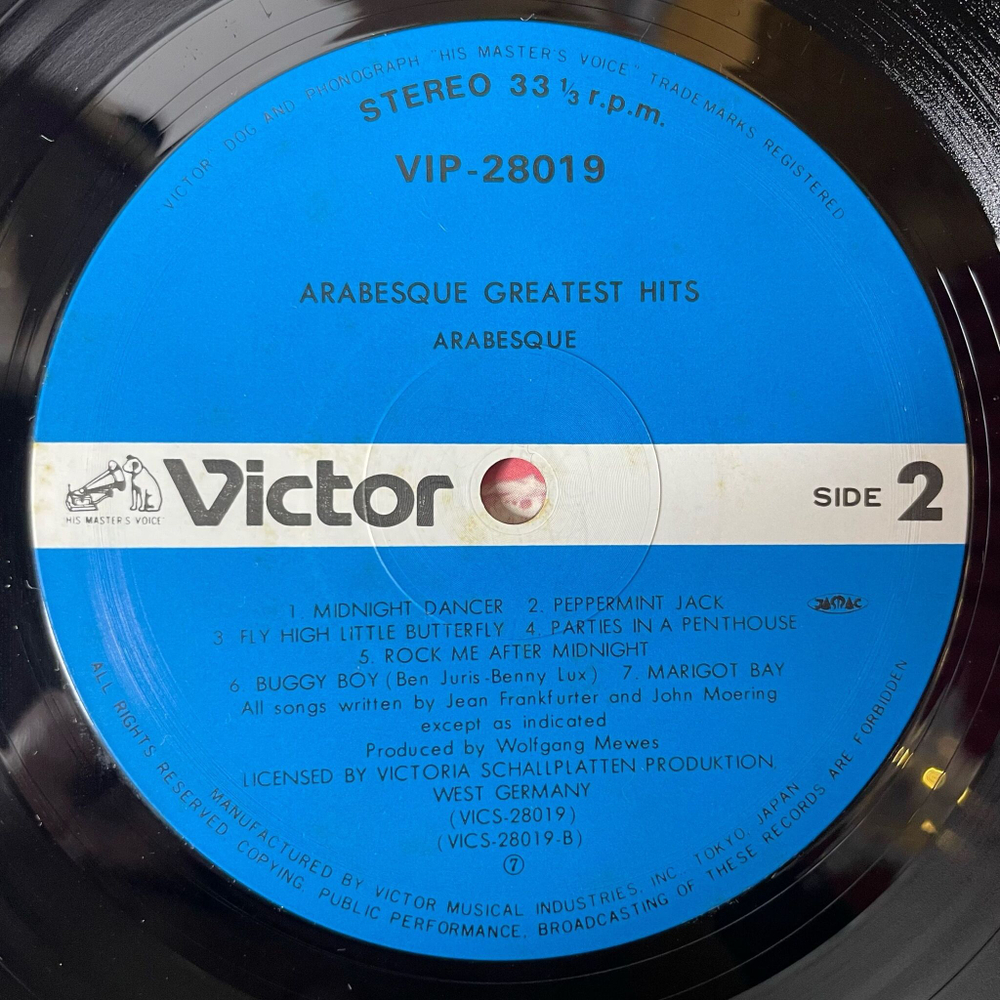 VICTOR DOG AND PHONOGRAPH "HIS MASTER'S VOICE" TRADEMARKS REGISTERED
STEREO 33 1/3 r.p.m.
VIP-28019
ARABESQUE GREATEST HITS
ARABESQUE
"HIS MASTER'S VOICE"
Victor
SIDE 2
1 MIDNIGHT DANCER 2. PEPPERMINT JACK
JASRAC
3 FLY HIGH LITTLE BUTTERFLY 4. PARTIES IN A PENTHOUSE
5. ROCK ME AFTER MIDNIGHT
6. BUGGY BOY (Ben Juris-Benny Lux) 7. MARIGOT BAY
All songs written by Jean Frankfurter and John Moering
except as indicated
Produced by Wolfgang Mewes
LICENSED BY VICTORIA SCHALLPLATTEN PRODUKTION.
WEST GERMANY
(VICS-28019)
(VICS-28019-B)
⑦
MANUFACTURED BY VICTOR MUSICAL INDUSTRIES, INC. TOKYO, JAPAN
ALL RIGHTS RESERVED COPYING, PUBLIC PERFORMANCE, BROADCASTING OF THESE RECORDS ARE FORBIDDEN